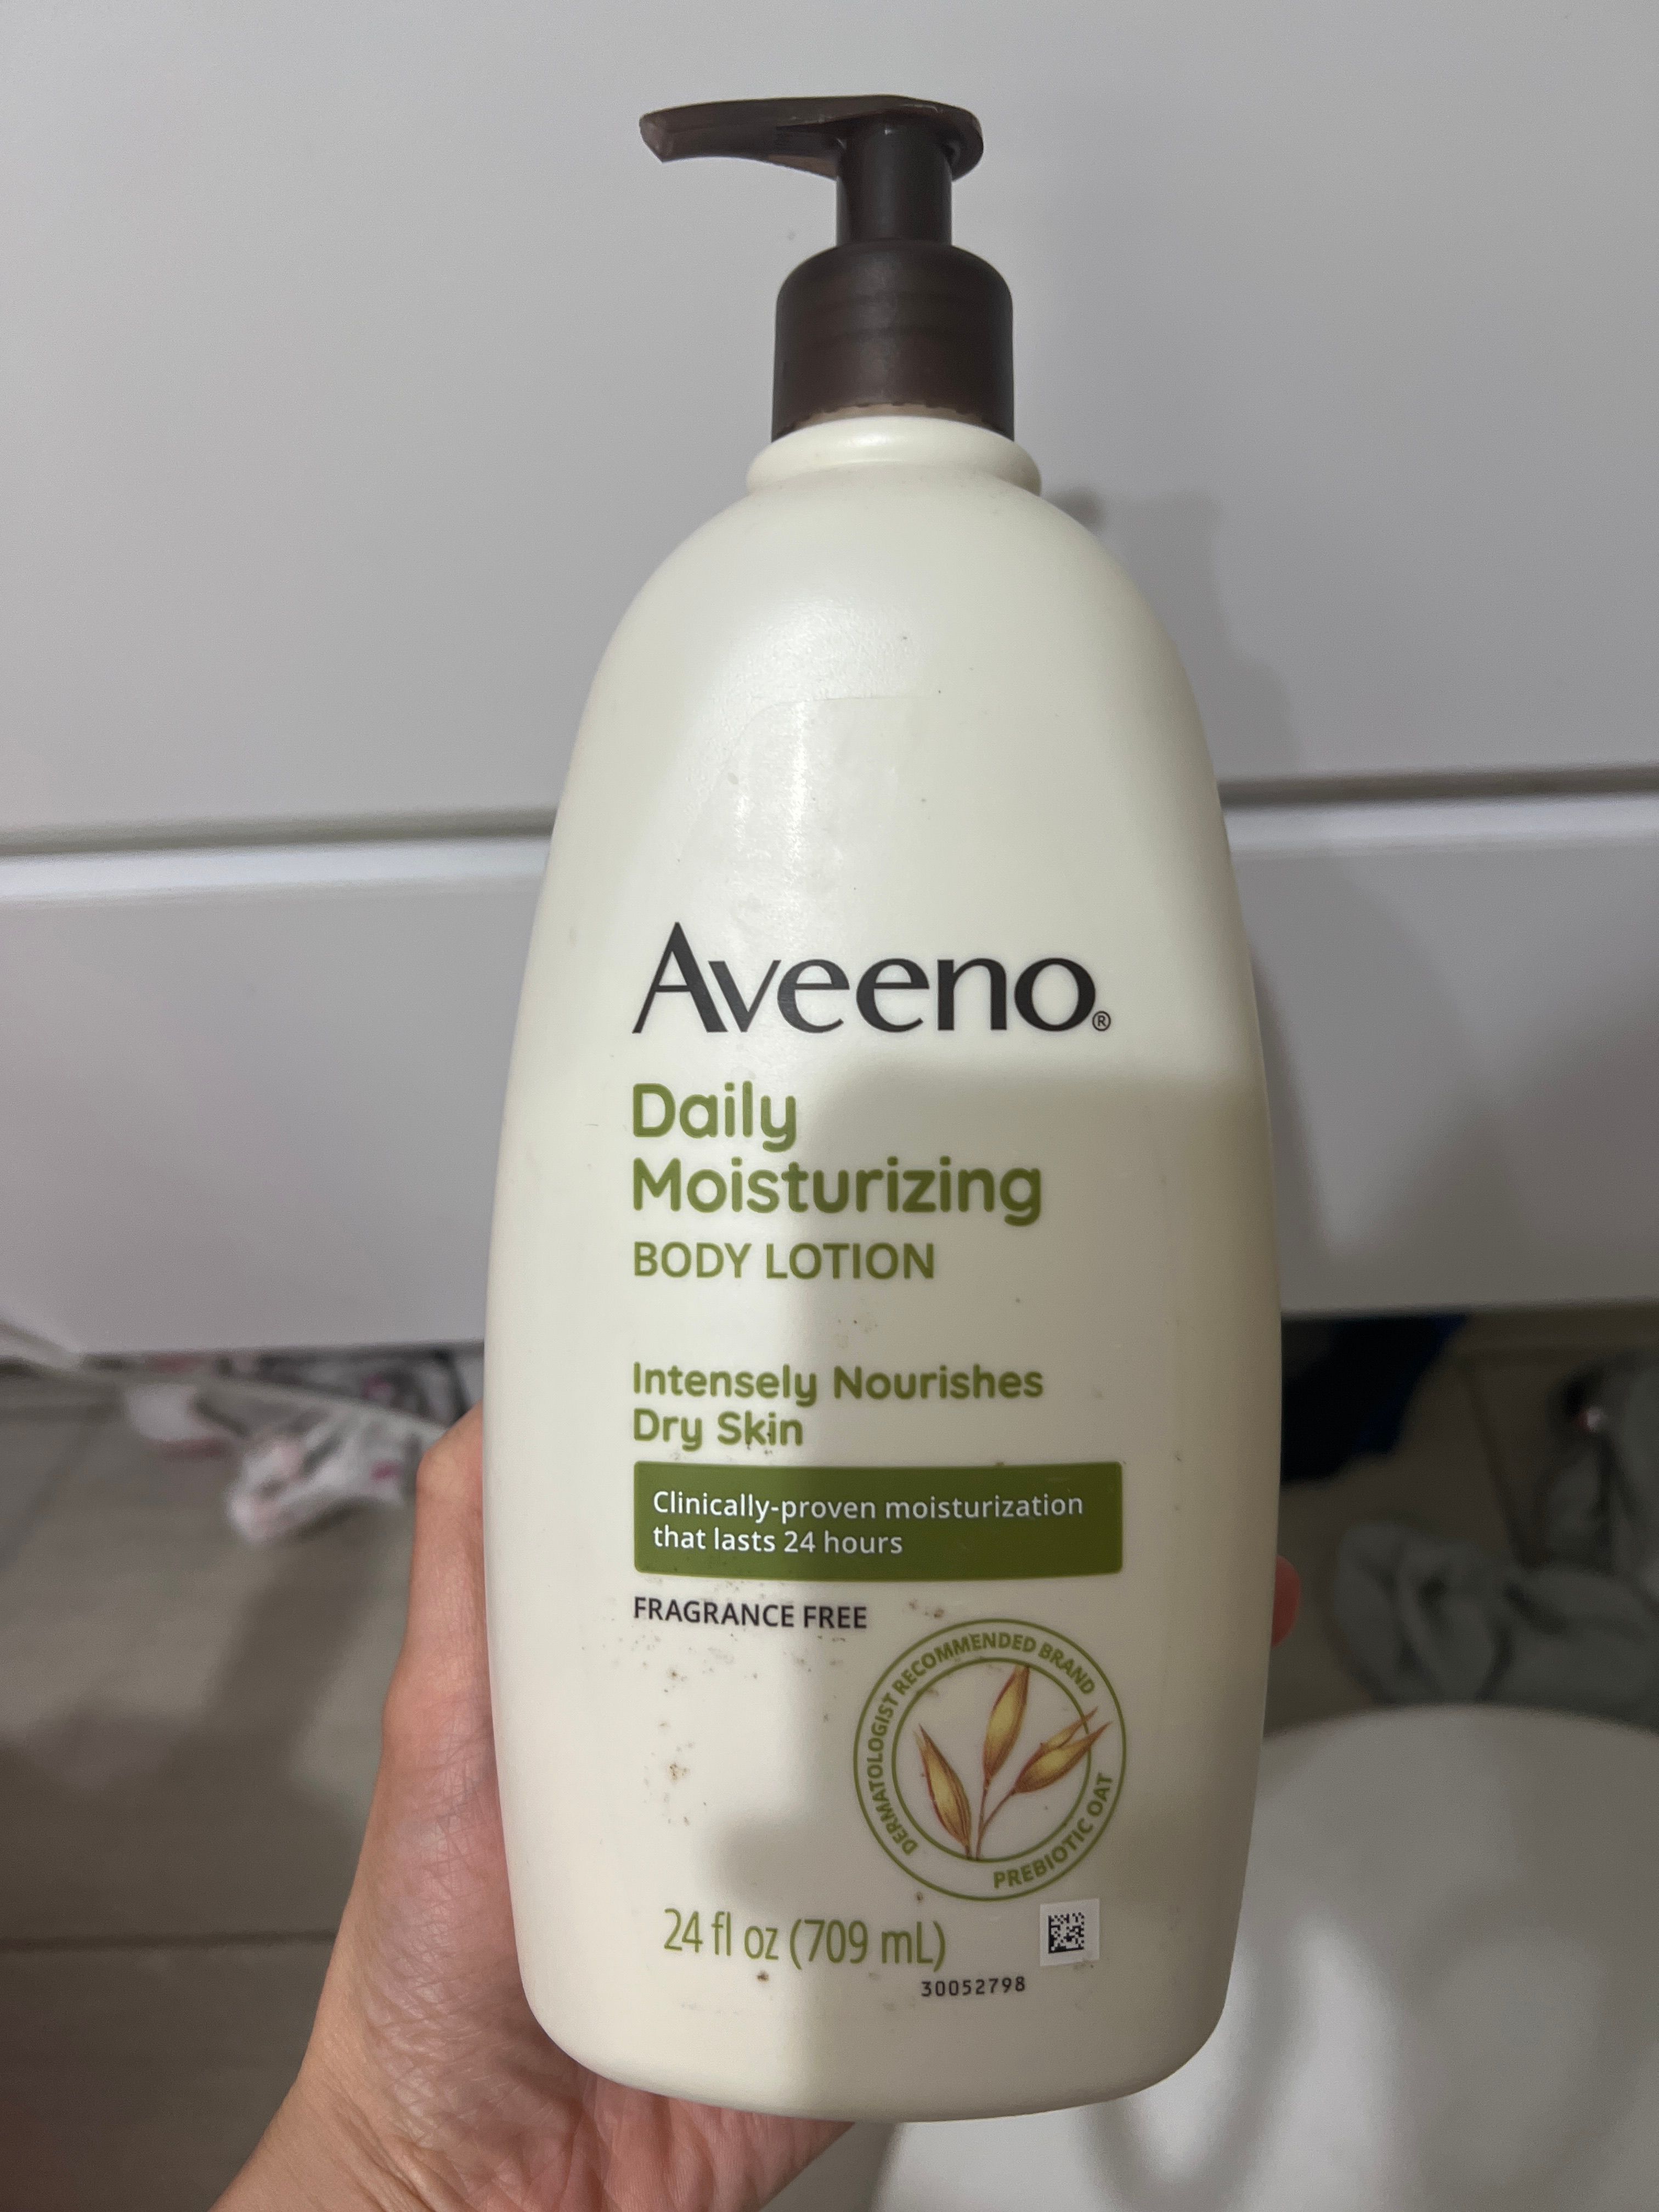 Aveeno®
Daily
Moisturizing
BODY LOTION
Intensely Nourishes
Dry Skin
Clinically-proven moisturization
that lasts 24 hours
FRAGRANCE FREE
DERMATOLOGIST RECOMMENDED BRAND
PREBIOTIC OAT
24 fl oz (709 mL)
30052798